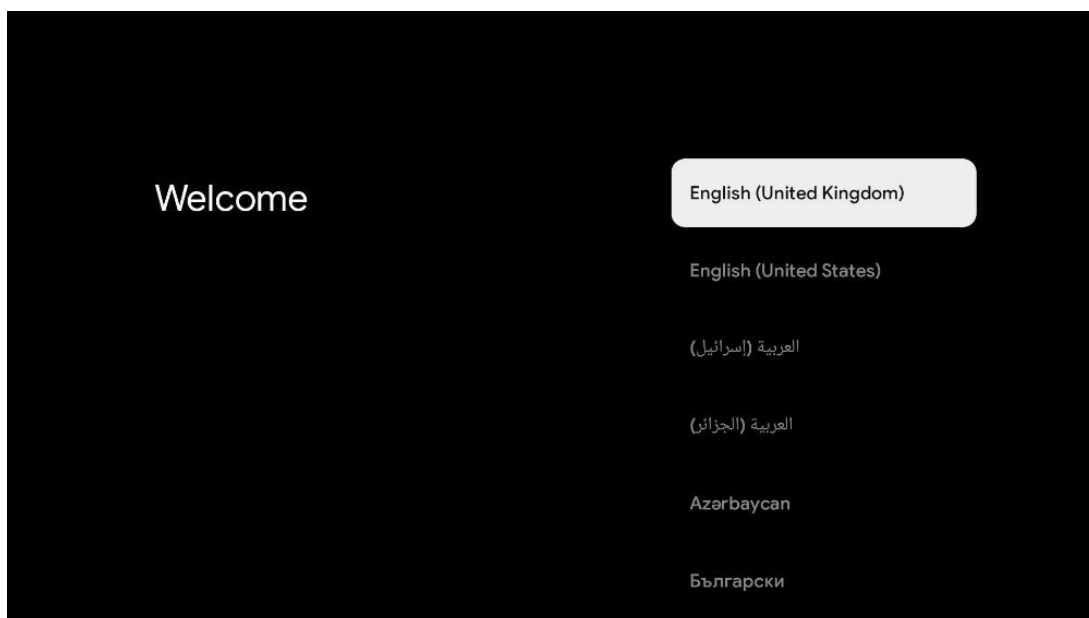 Welcome
English (United Kingdom)
English (United States)
العربية (إسرائيل)
العربية (الجزائر)
Azərbaycan
Български